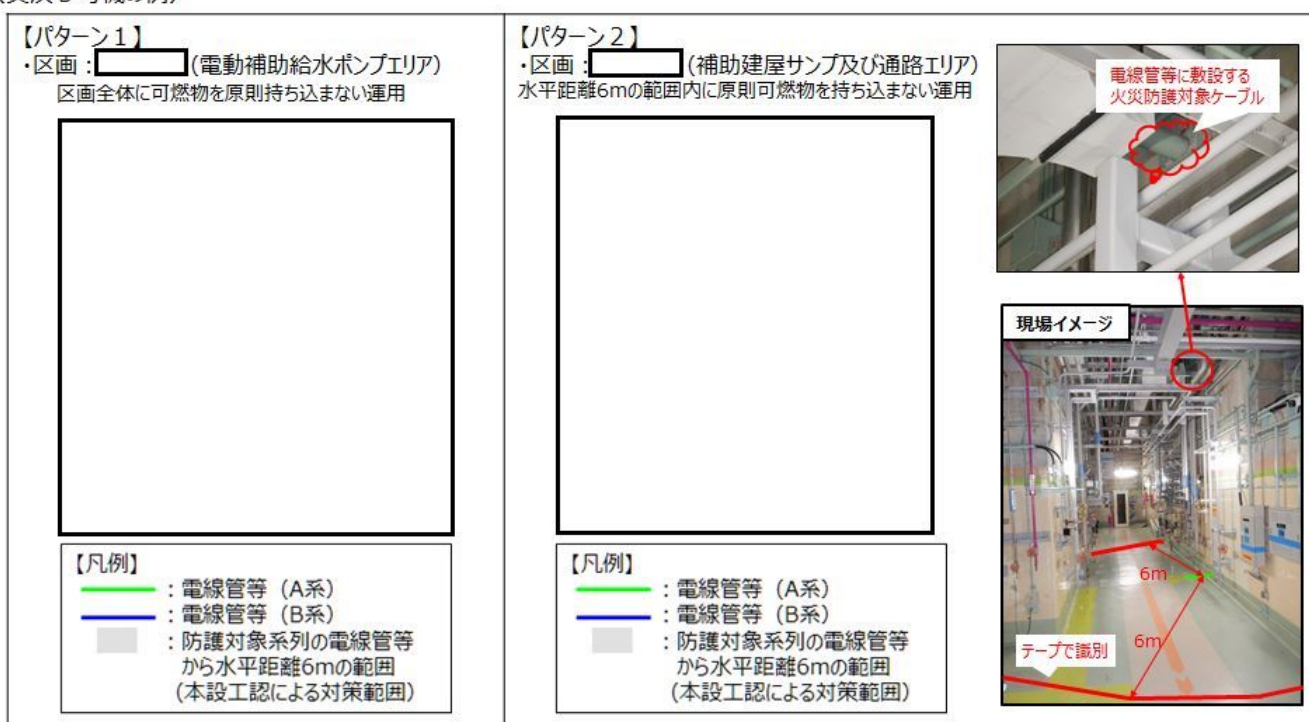 【パターン１】
・区画：(電動補助給水ポンプエリア)
区画全体に可燃物を原則持ち込まない運用
【凡例】
：電線管等（A系）
：電線管等（B系）
：防護対象系列の電線管等
から水平距離6mの範囲
（本設工認による対策範囲）
【パターン２】
・区画：(補助建屋サンプ及び通路エリア)
水平距離6mの範囲内に原則可燃物を持ち込まない運用
【凡例】
：電線管等（A系）
：電線管等（B系）
：防護対象系列の電線管等
から水平距離6mの範囲
（本設工認による対策範囲）
電線管等に敷設する
火災防護対象ケーブル
現場イメージ
6m
6m
テープで識別